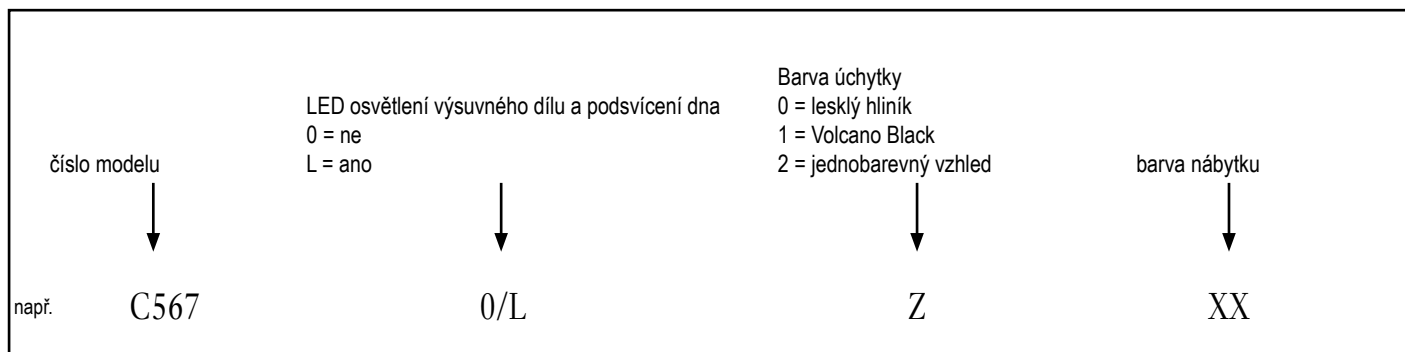 Barva úchytky
LED osvětlení výsuvného dílu a podsvícení dna
0 = lesklý hliník
0 = ne
1 = Volcano Black
číslo modelu
L = ano
2 = jednobarevný vzhled
barva nábytku
např.
C567
0/L
Z
XX